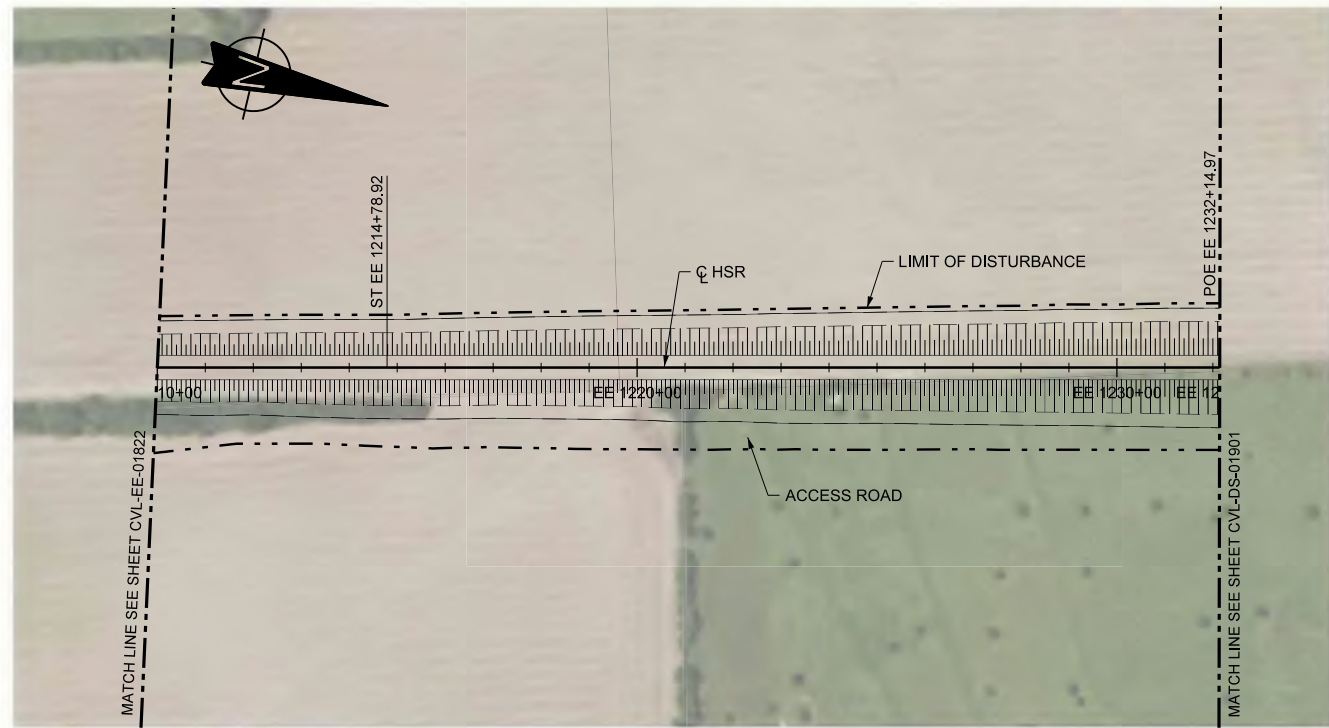 N
ST EE 1214+78.92
POE EE 1232+14.97
LIMIT OF DISTURBANCE
℄ HSR
10+00
EE 1220+00
EE 1230+00
EE 12
ACCESS ROAD
MATCH LINE SEE SHEET CVL-EE-01822
MATCH LINE SEE SHEET CVL-DS-01901